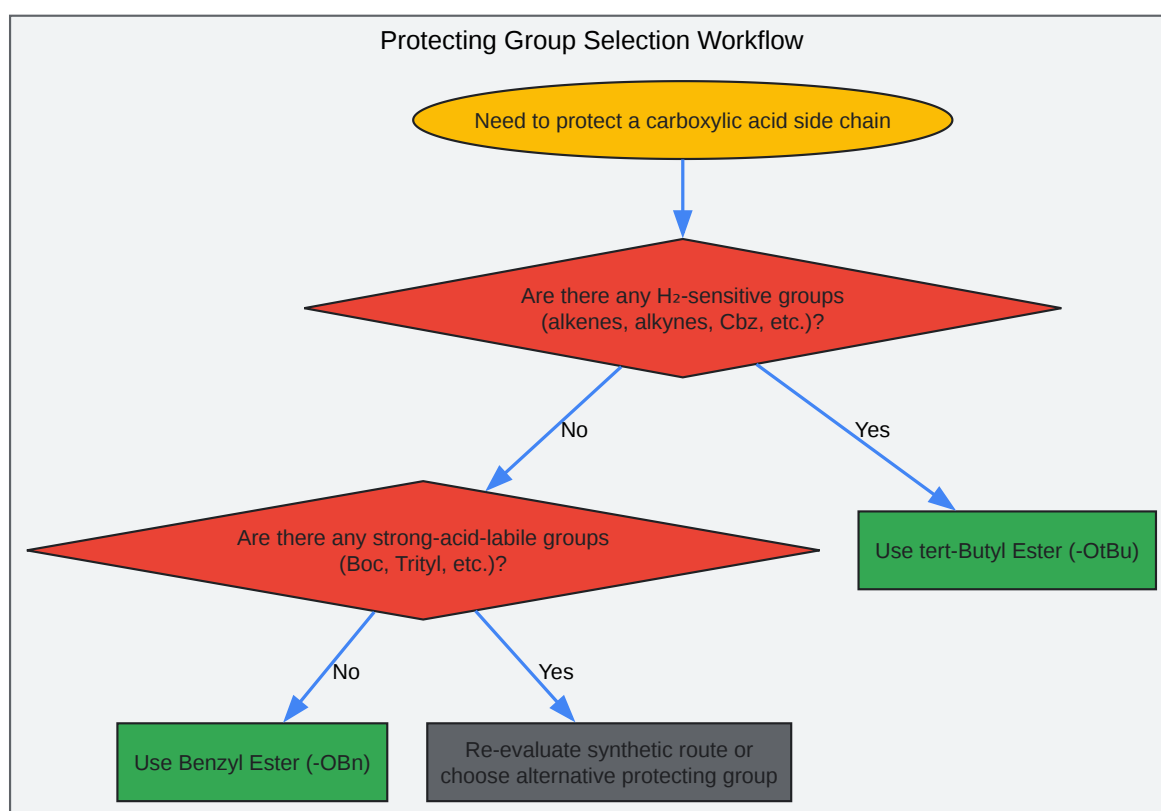 Protecting Group Selection Workflow
Need to protect a carboxylic acid side chain
Are there any H₂-sensitive groups
(alkenes, alkynes, Cbz, etc.)?
No
Yes
Are there any strong-acid-labile groups
(Boc, Trityl, etc.)?
Use tert-Butyl Ester (-OtBu)
No
Yes
Use Benzyl Ester (-OBn)
Re-evaluate synthetic route or
choose alternative protecting group